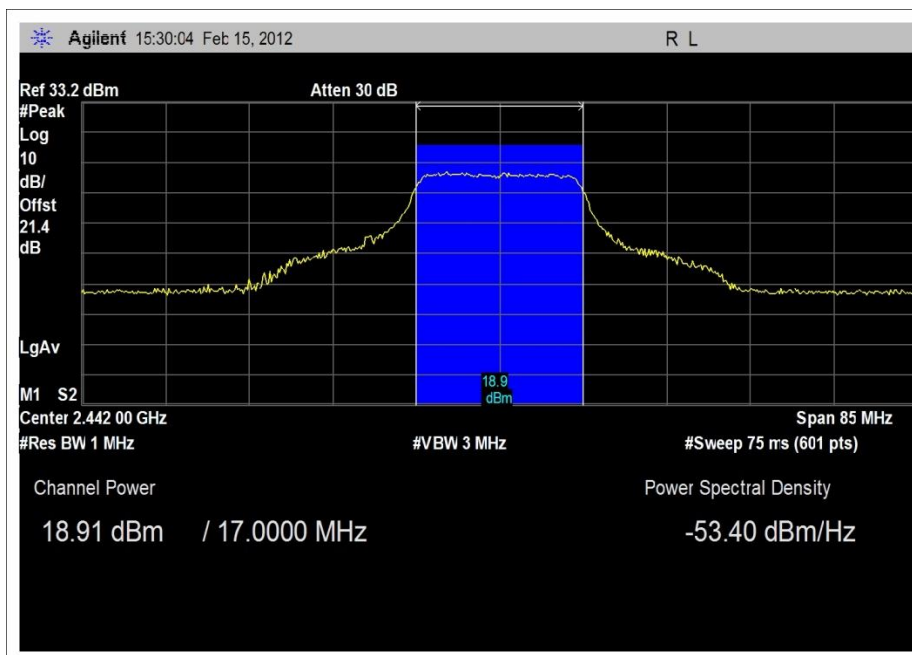 Agilent 15:30:04 Feb 15, 2012 R L
Ref 33.2 dBm Atten 30 dB
#Peak
Log
10
dB/
Offst
21.4
dB
LgAv
18.9
dBm
M1 S2
Center 2.442 00 GHz Span 85 MHz
#Res BW 1 MHz #VBW 3 MHz #Sweep 75 ms (601 pts)
Channel Power Power Spectral Density
18.91 dBm / 17.0000 MHz -53.40 dBm/Hz